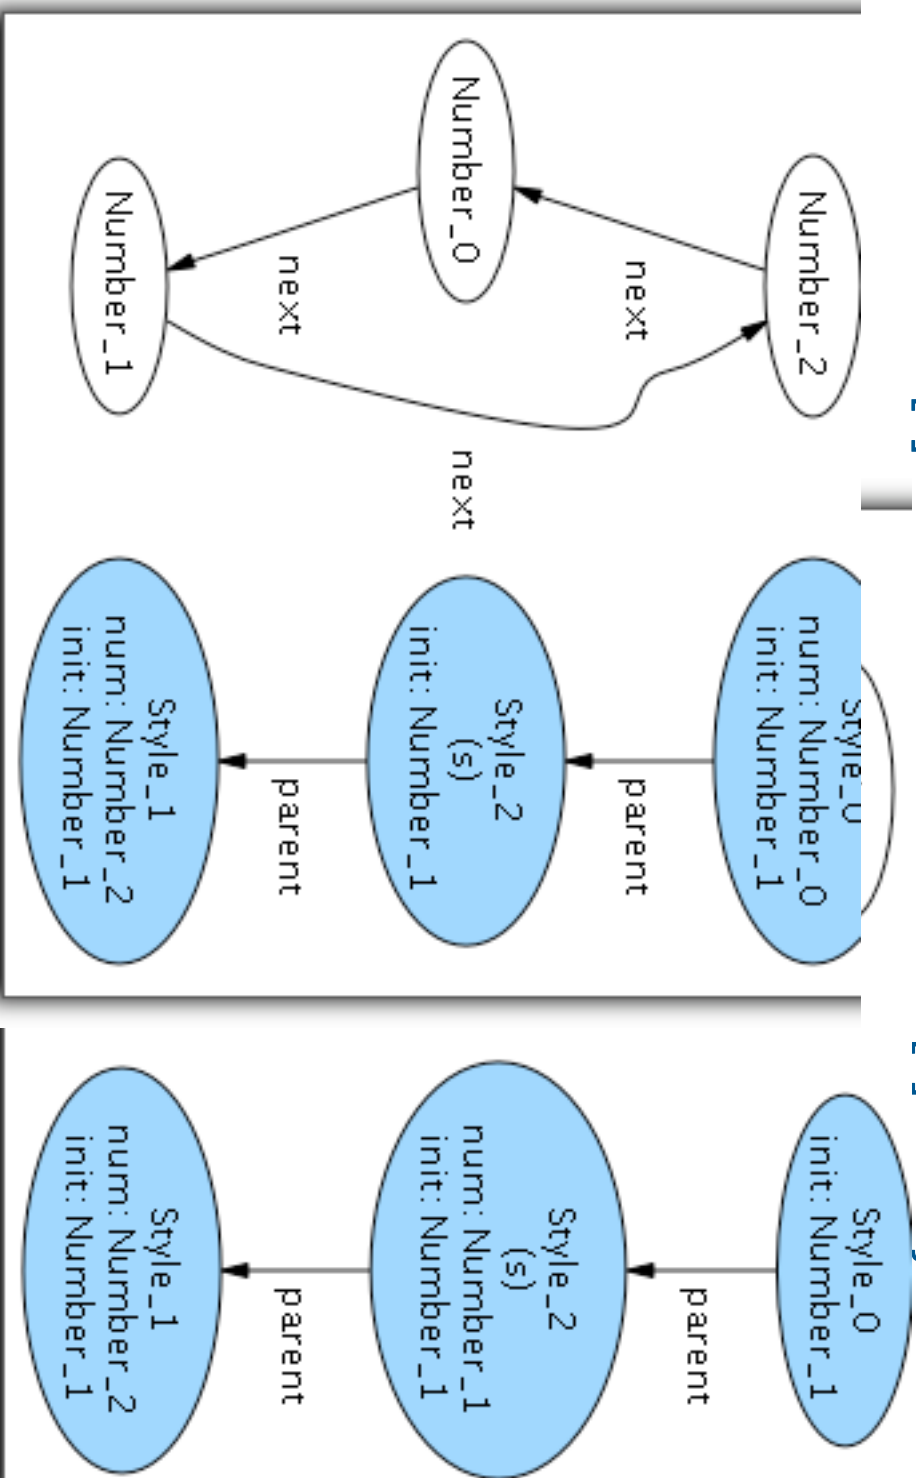 Number_2
next
Number_0
next
next
Number_1
Style_0
num: Number_0
init: Number_1
parent
Style_2
(s)
init: Number_1
parent
Style_1
num: Number_2
init: Number_1
Style_0
init: Number_1
parent
Style_2
(s)
num: Number_1
init: Number_1
parent
Style_1
num: Number_2
init: Number_1